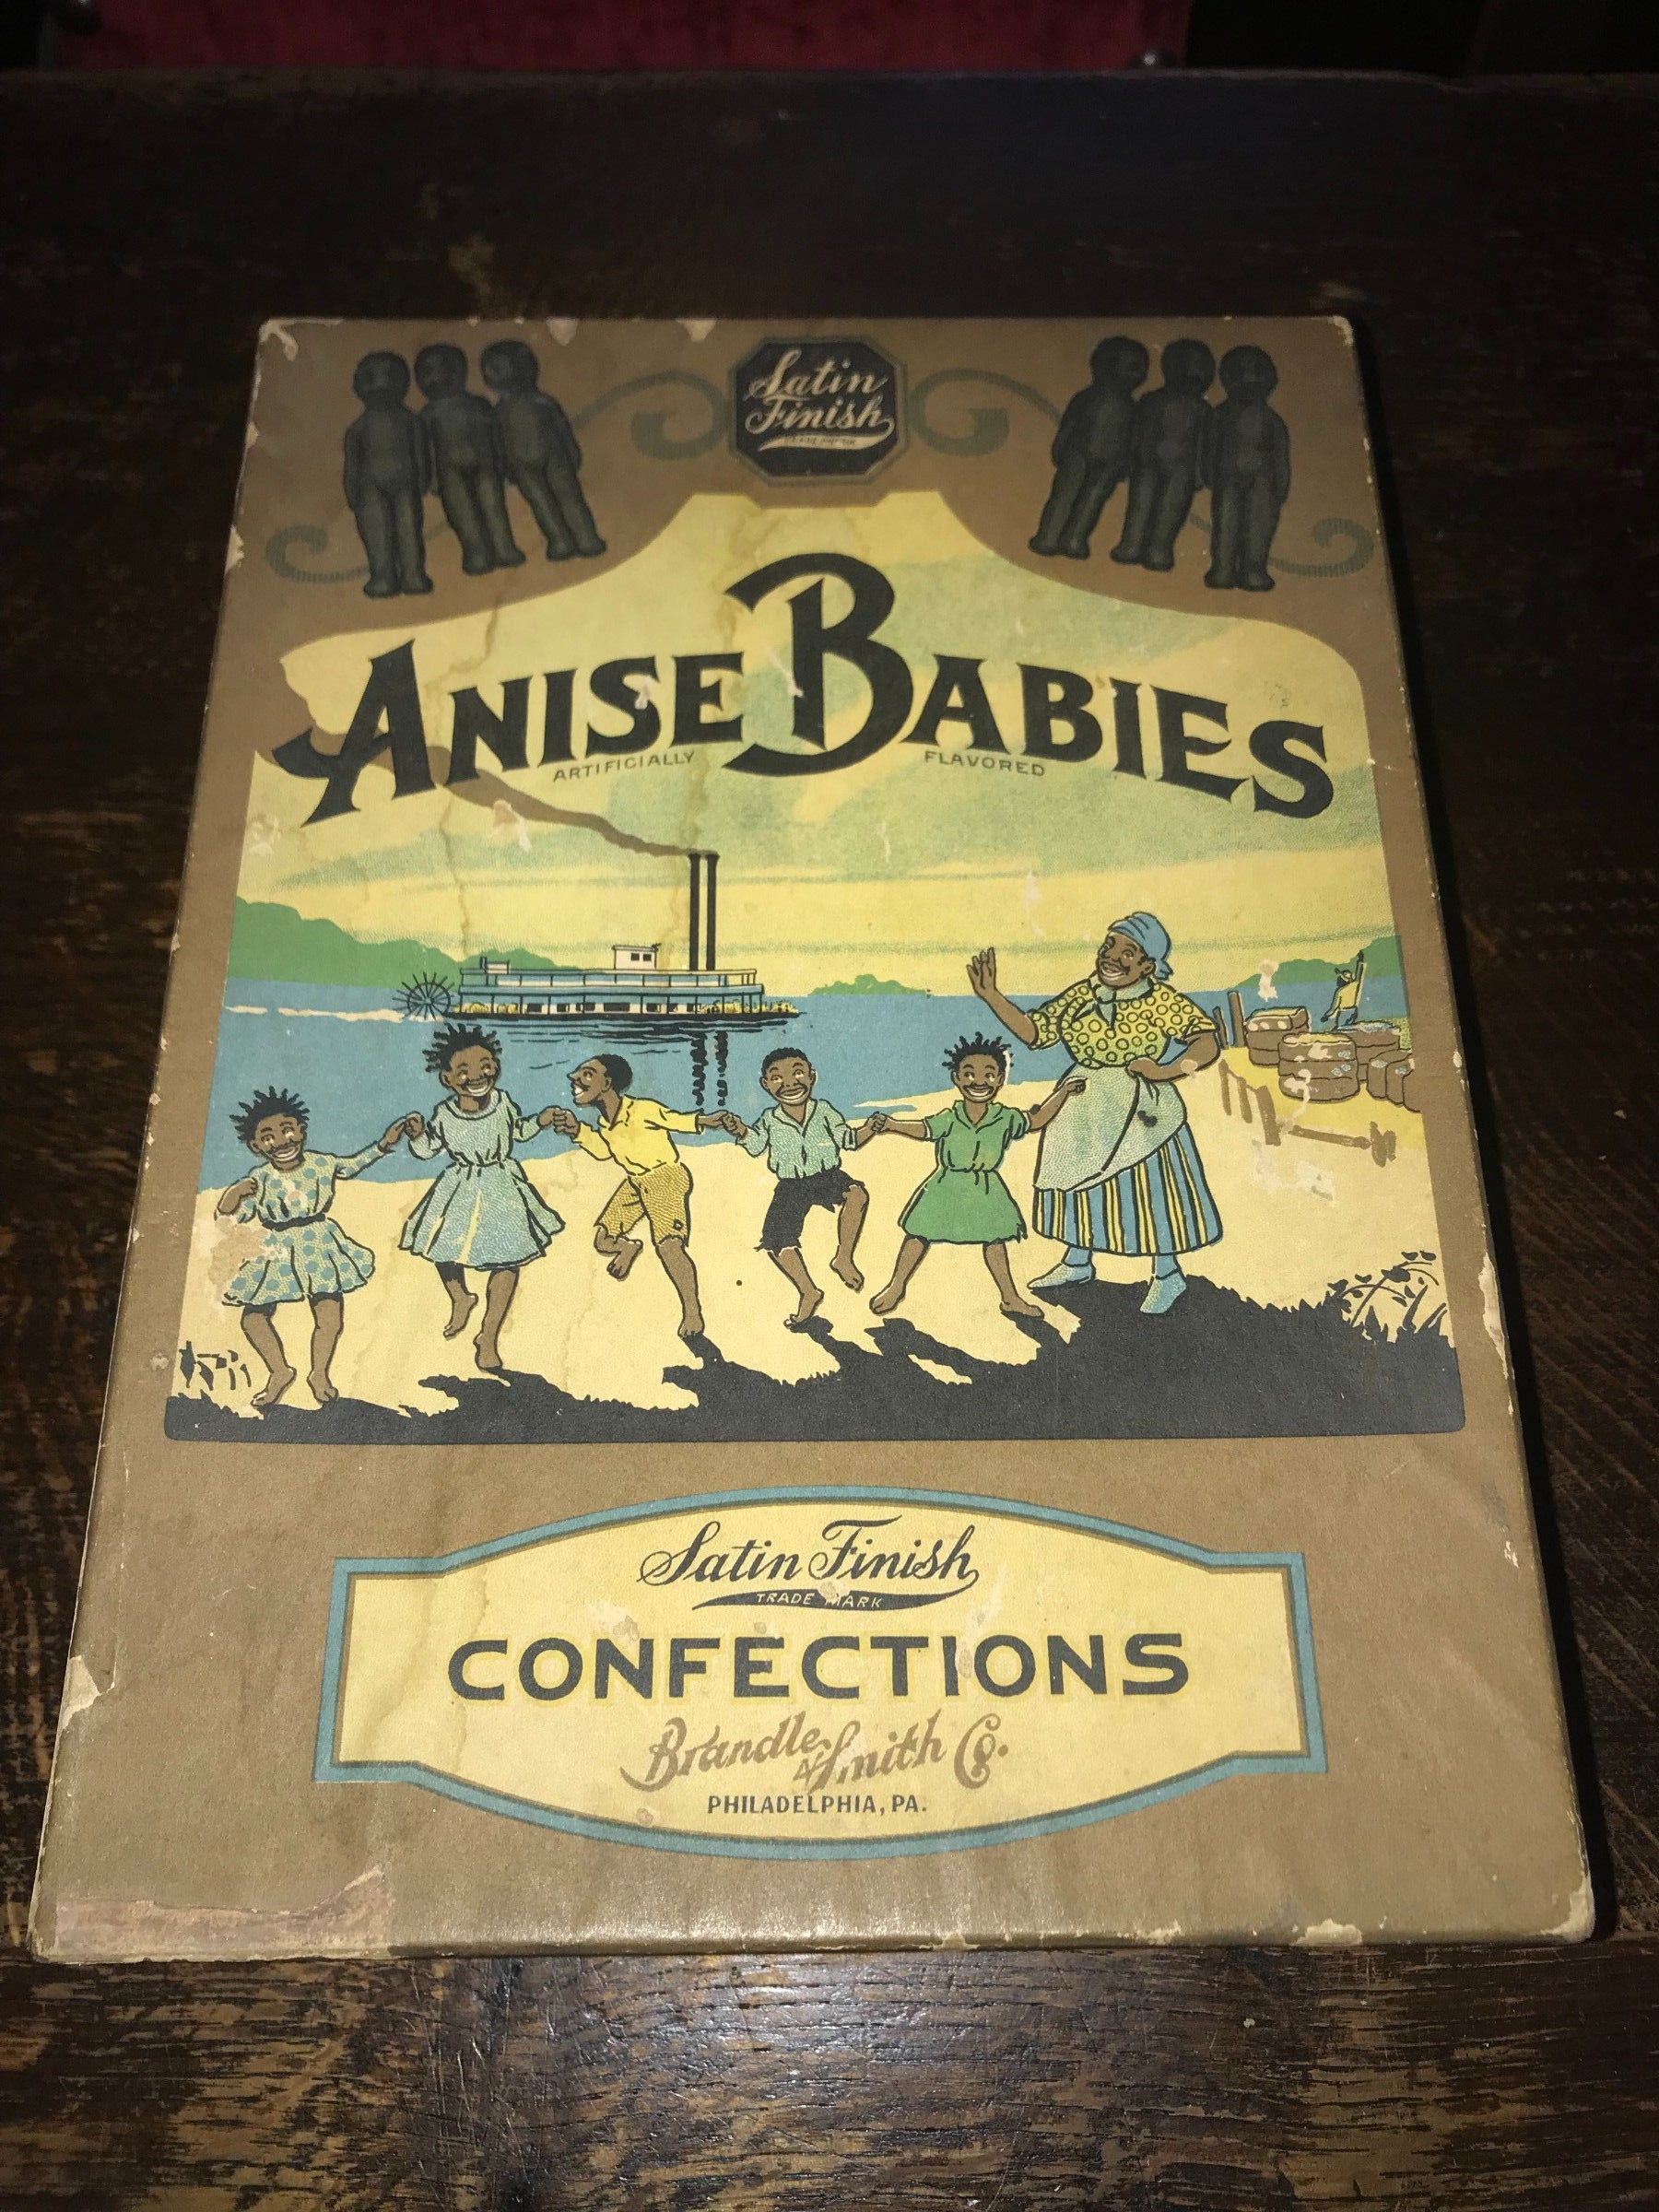 Satin
Finish
ANISE BABIES
ARTIFICIALLY FLAVORED
Satin Finish
TRADE MARK
CONFECTIONS
Brandle & Smith Co.
PHILADELPHIA, PA.